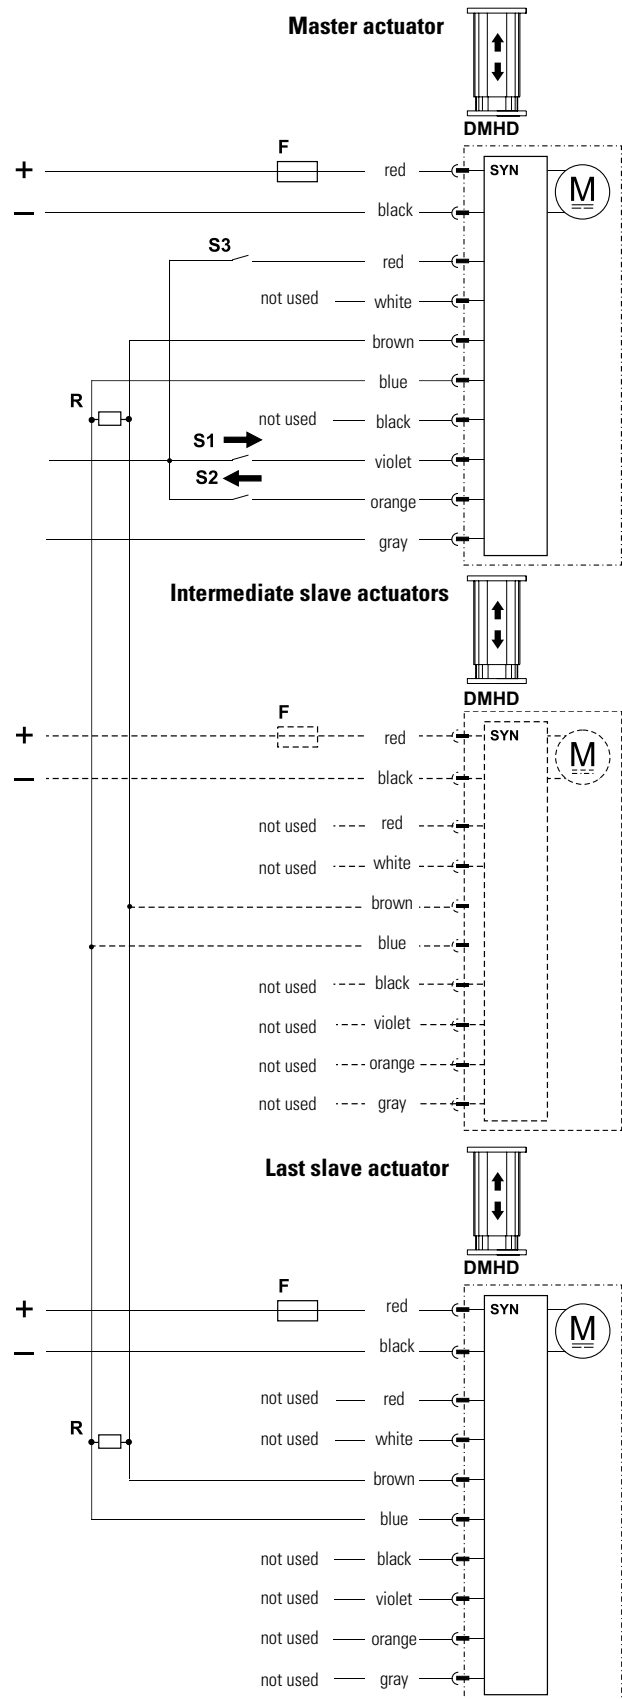 Master actuator
DMHD
F
+ red SYN M
− black
S3
red
not used white
brown
blue
R
not used black
S1
violet
S2
orange
gray
Intermediate slave actuators
DMHD
F
+ red SYN M
− black
not used red
not used white
brown
blue
not used black
not used violet
not used orange
not used gray
Last slave actuator
DMHD
F
+ red SYN M
− black
not used red
R
not used white
brown
blue
not used black
not used violet
not used orange
not used gray